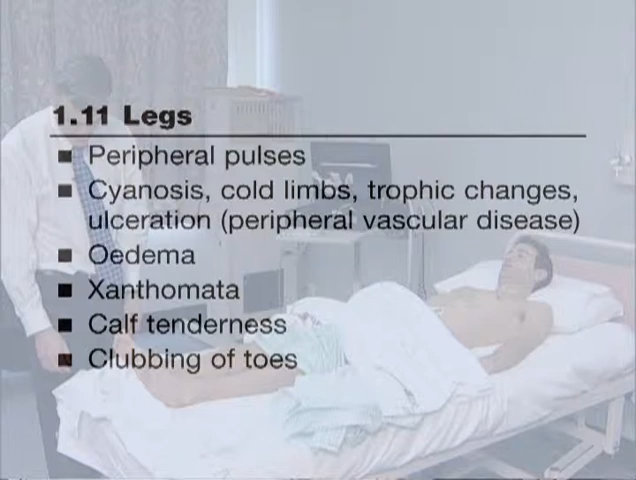 1.11 Legs
■ Peripheral pulses
■ Cyanosis, cold limbs, trophic changes,
ulceration (peripheral vascular disease)
■ Oedema
■ Xanthomata
■ Calf tenderness
■ Clubbing of toes